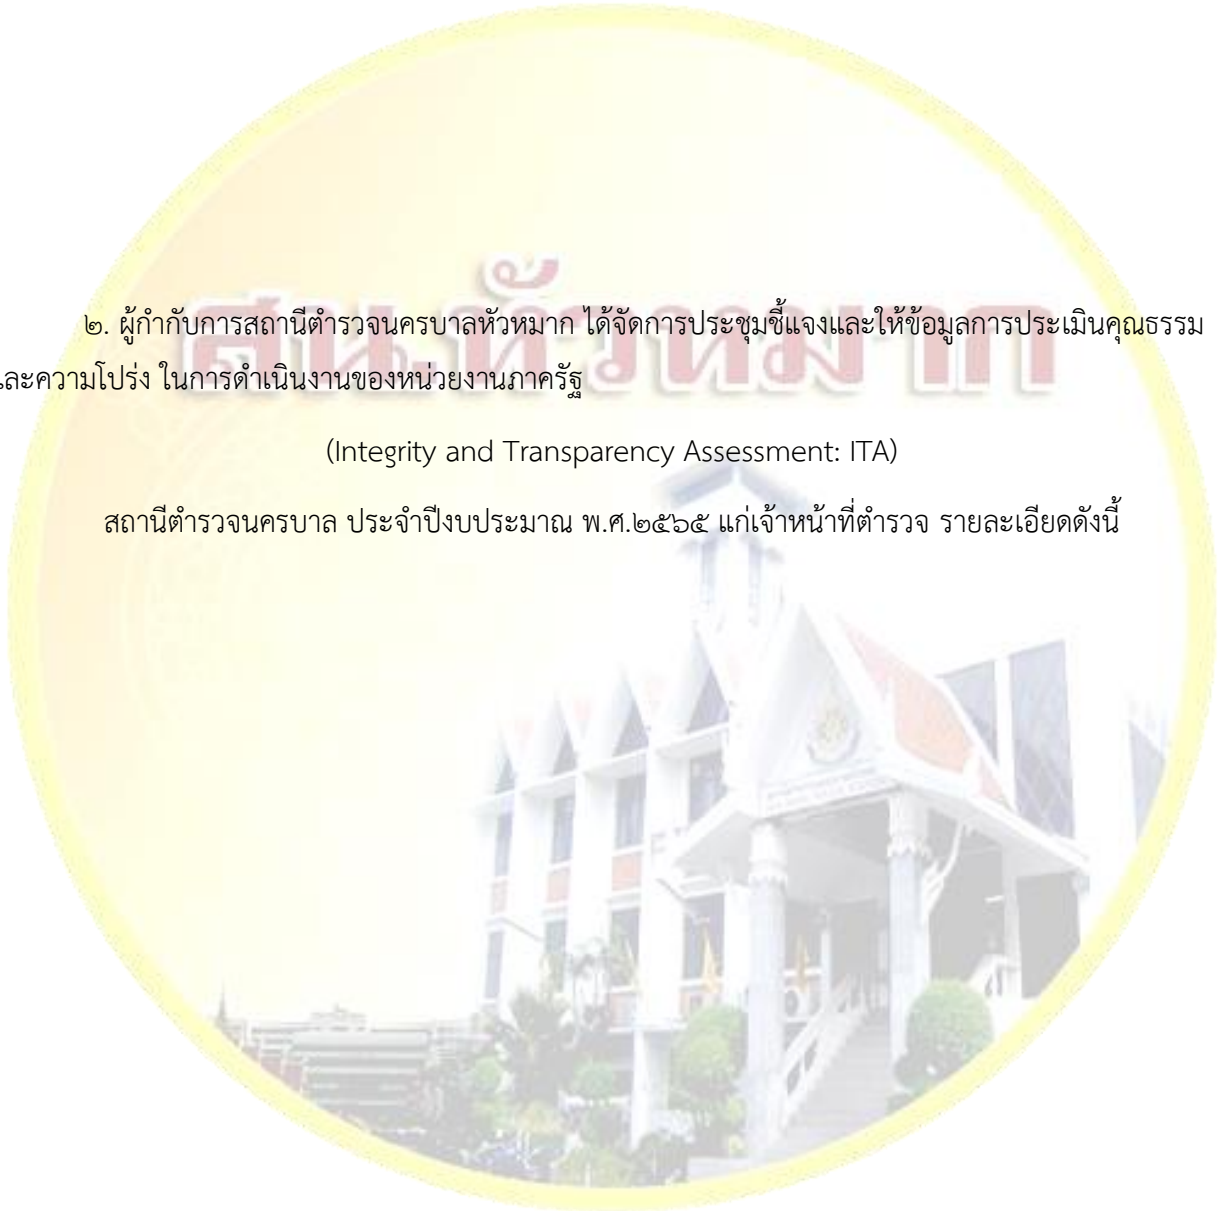 สน.หัวหมาก
๒. ผู้กำกับการสถานีตำรวจนครบาลหัวหมาก ได้จัดการประชุมชี้แจงและให้ข้อมูลการประเมินคุณธรรม
และความโปร่ง ในการดำเนินงานของหน่วยงานภาครัฐ
(Integrity and Transparency Assessment: ITA)
สถานีตำรวจนครบาล ประจำปีงบประมาณ พ.ศ.๒๕๖๕ แก่เจ้าหน้าที่ตำรวจ รายละเอียดดังนี้